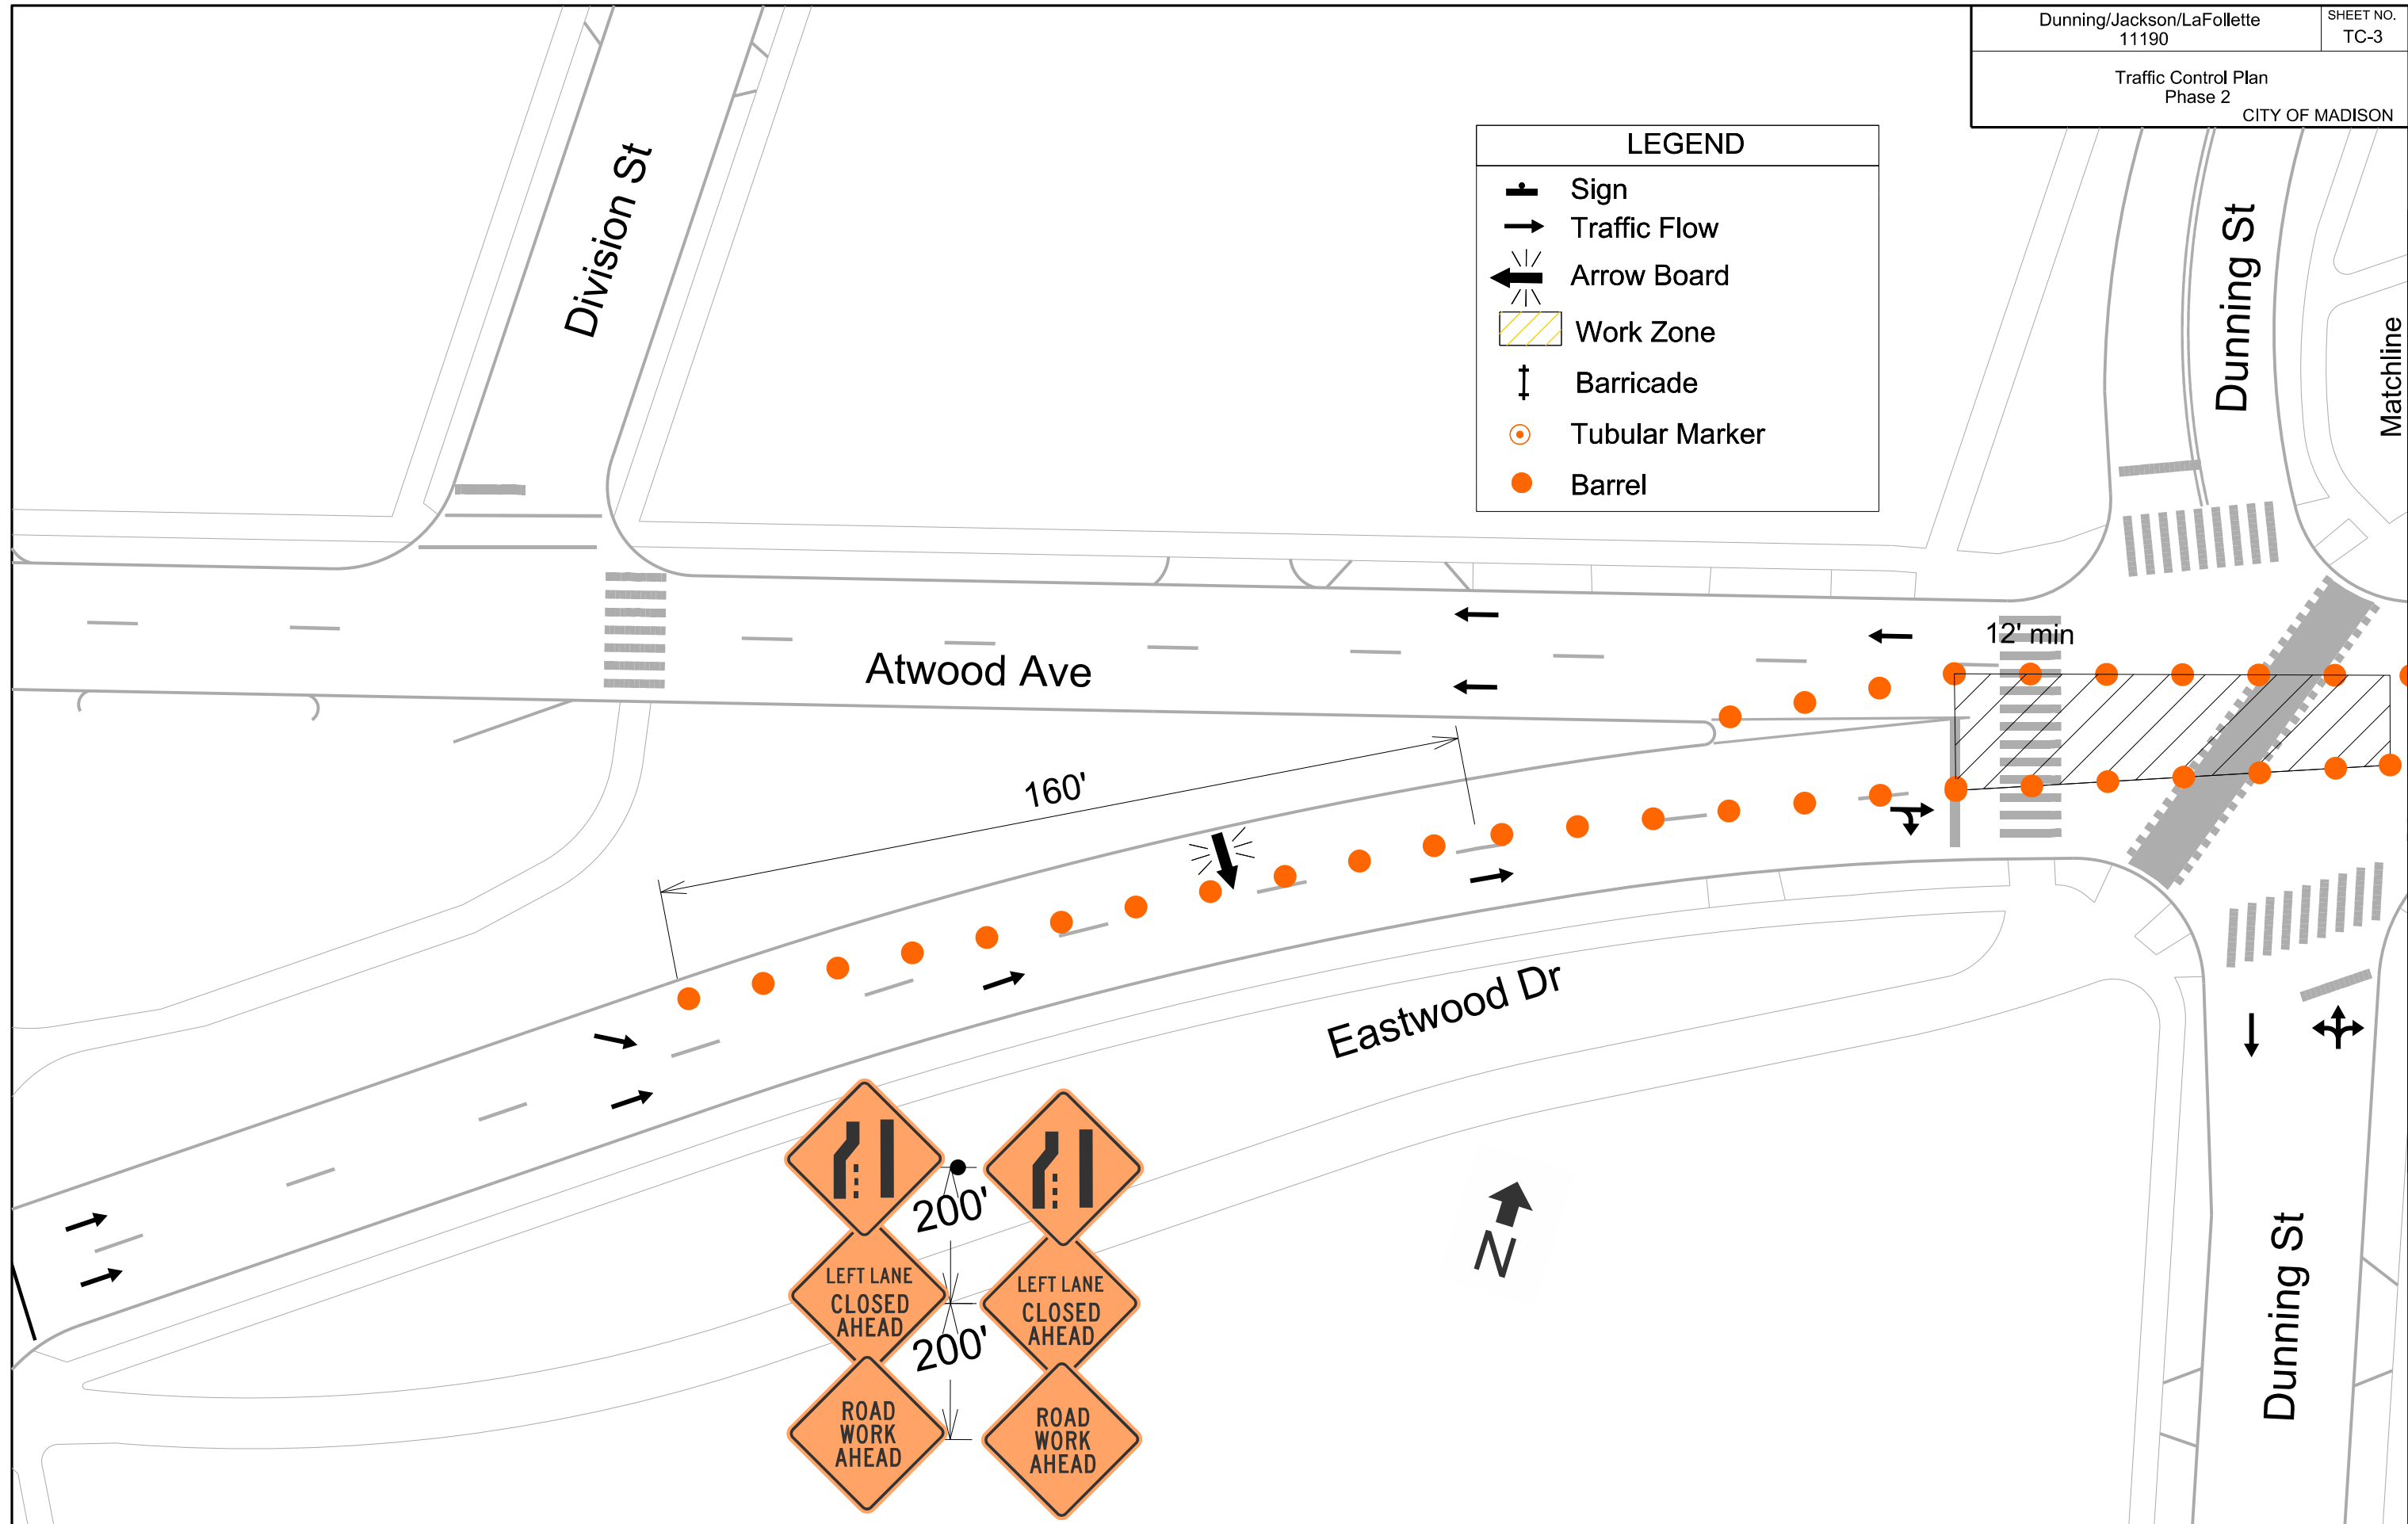 Dunning/Jackson/LaFollette
11190
SHEET NO.
TC-3
Traffic Control Plan
Phase 2
CITY OF MADISON
LEGEND
Sign
Traffic Flow
Arrow Board
Work Zone
Barricade
Tubular Marker
Barrel
Division St
Dunning St
Matchline
12' min
Atwood Ave
160'
Eastwood Dr
200'
LEFT LANE
CLOSED
AHEAD
LEFT LANE
CLOSED
AHEAD
200'
ROAD
WORK
AHEAD
ROAD
WORK
AHEAD
N
Dunning St